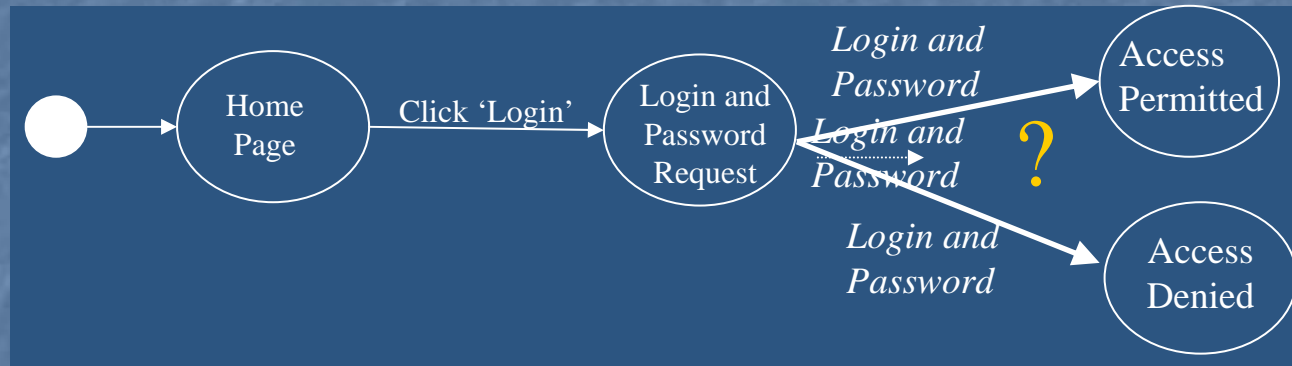 Home
Page
Click ‘Login’
Login and
Password
Request
Login and
Password
Login and
Password
?
Login and
Password
Access
Permitted
Access
Denied